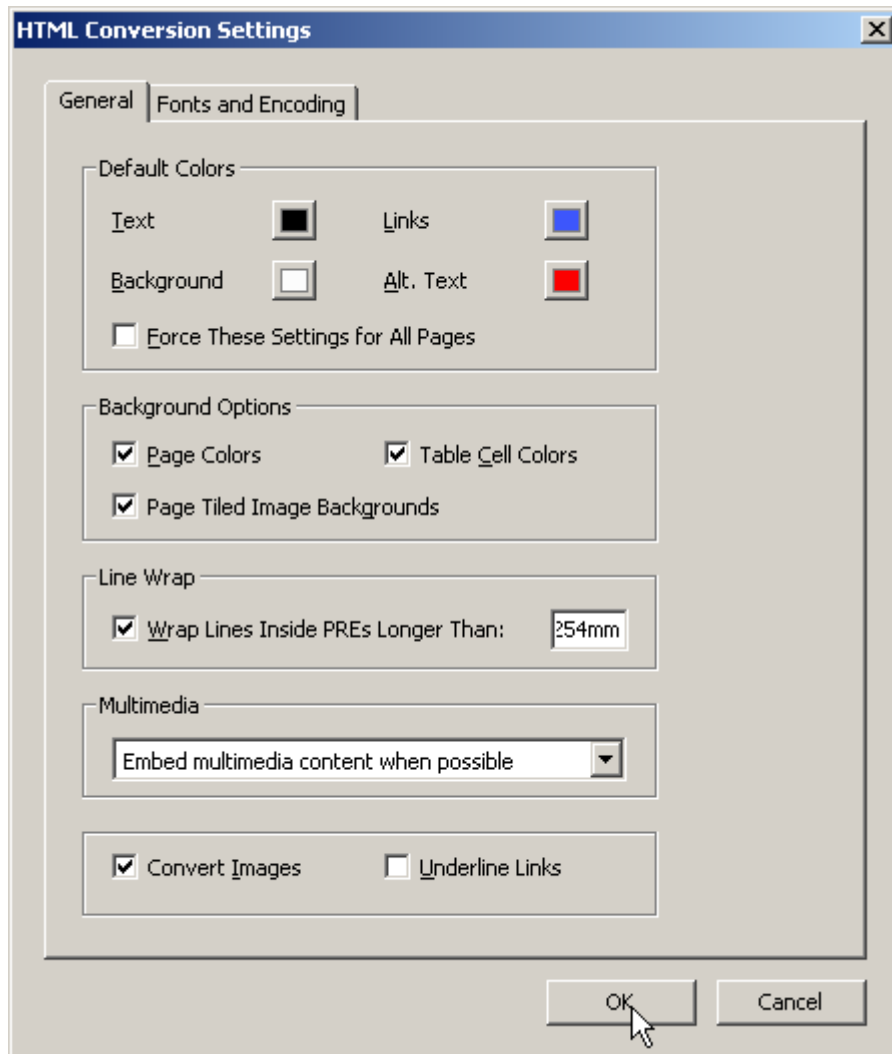 HTML Conversion Settings
General Fonts and Encoding
Default Colors
Text Links
Background Alt. Text
Force These Settings for All Pages
Background Options
Page Colors Table Cell Colors
Page Tiled Image Backgrounds
Line Wrap
Wrap Lines Inside PREs Longer Than: 254mm
Multimedia
Embed multimedia content when possible
Convert Images Underline Links
OK Cancel